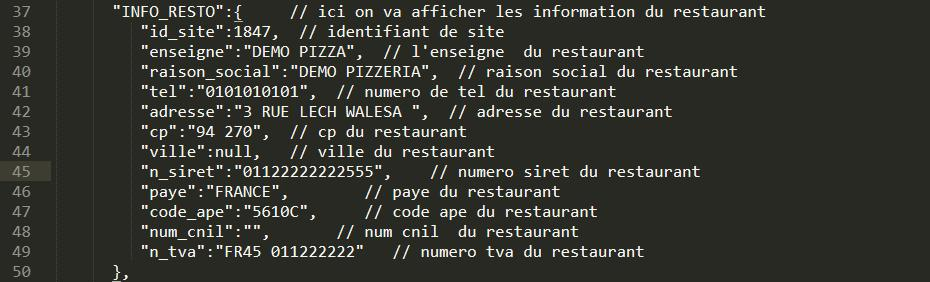 37 "INFO_RESTO":{ // ici on va afficher les information du restaurant
38 "id_site":1847, // identifiant de site
39 "enseigne":"DEMO PIZZA", // l'enseigne du restaurant
40 "raison_social":"DEMO PIZZERIA", // raison social du restaurant
41 "tel":"0101010101", // numero de tel du restaurant
42 "adresse":"3 RUE LECH WALESA ", // adresse du restaurant
43 "cp":"94 270", // cp du restaurant
44 "ville":null, // ville du restaurant
45 "n_siret":"01122222222555", // numero siret du restaurant
46 "paye":"FRANCE", // paye du restaurant
47 "code_ape":"5610C", // code ape du restaurant
48 "num_cnil":"", // num cnil du restaurant
49 "n_tva":"FR45 011222222" // numero tva du restaurant
50 },